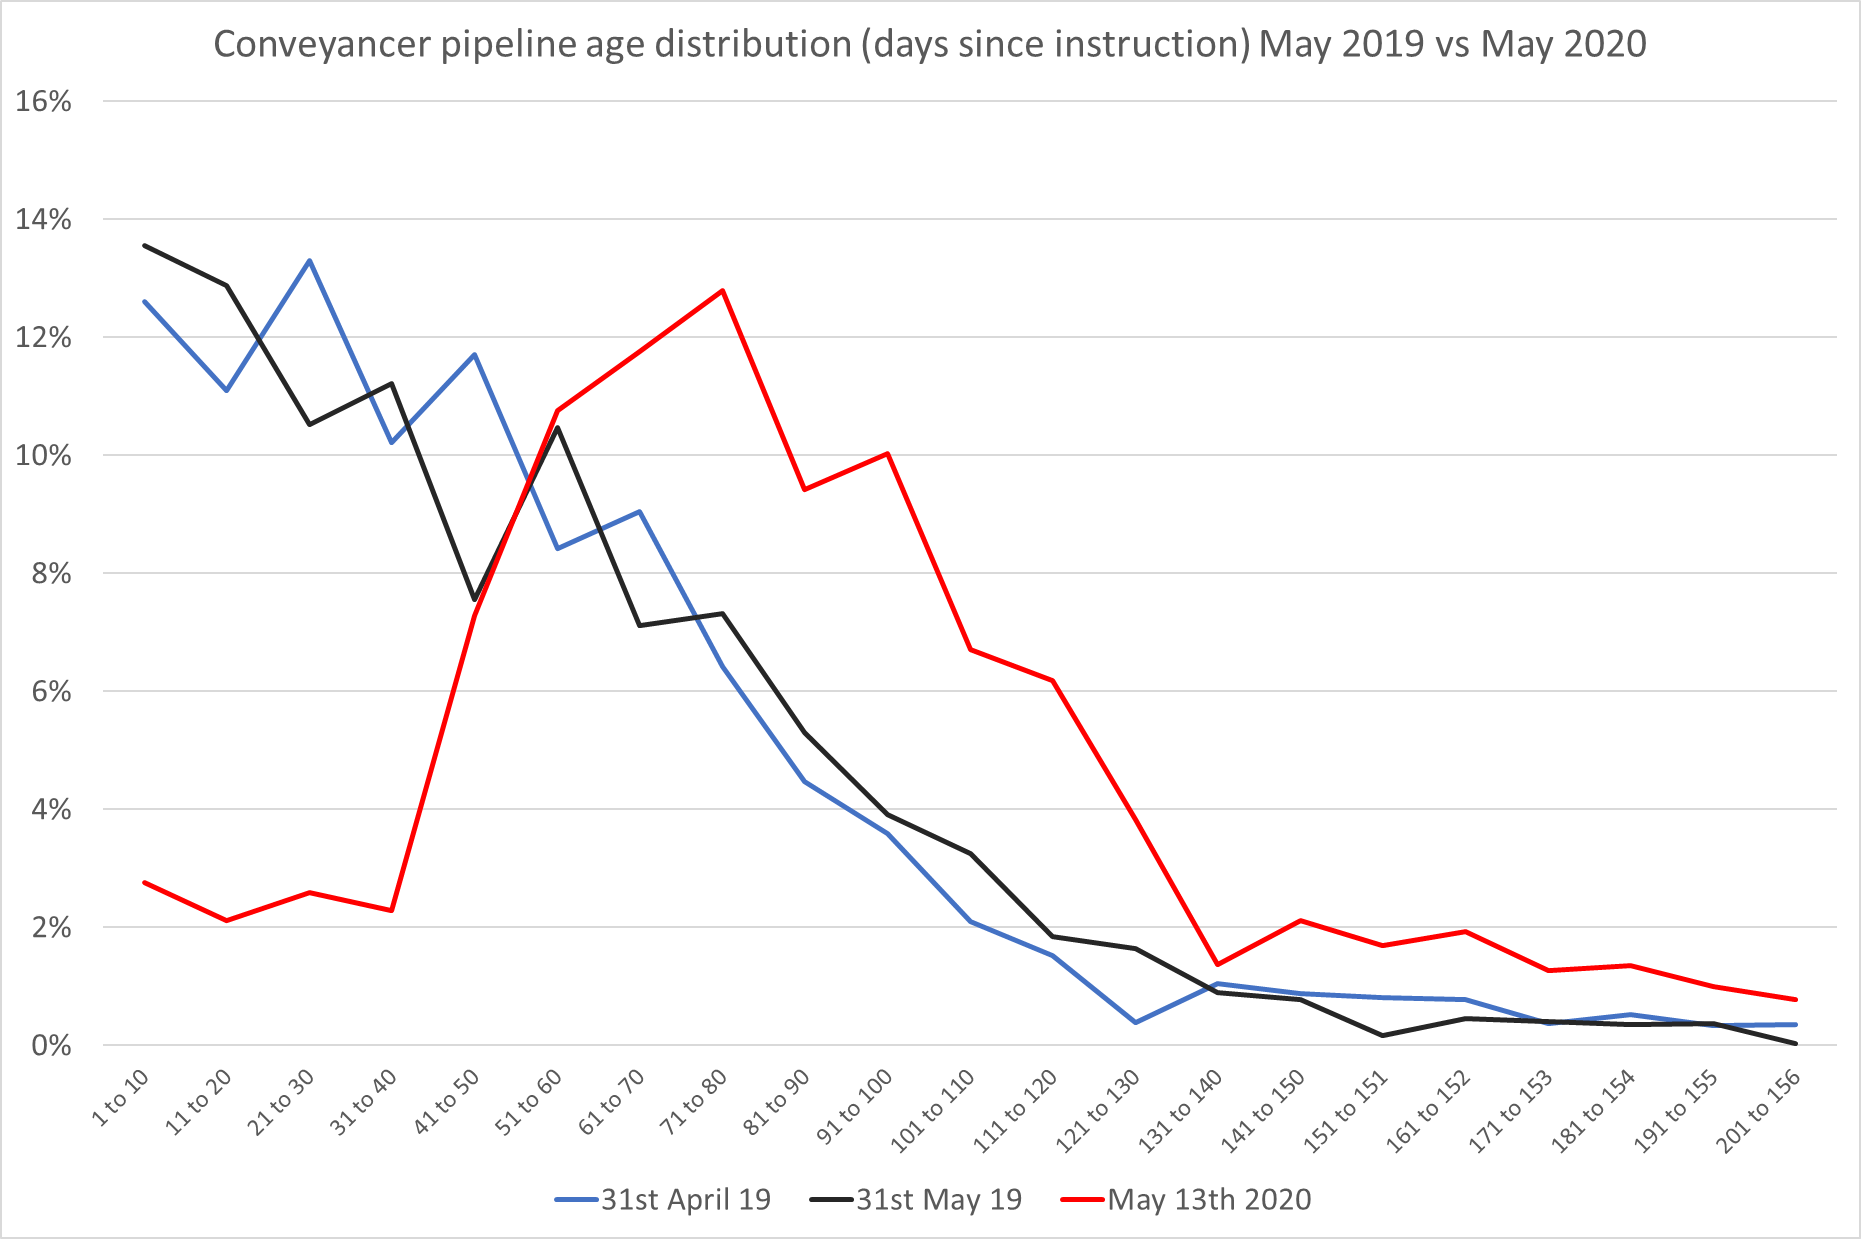 Conveyancer pipeline age distribution (days since instruction) May 2019 vs May 2020
16%
14%
12%
10%
8%
6%
4%
2%
0%
1 to 10
11 to 20
21 to 30
31 to 40
41 to 50
51 to 60
61 to 70
71 to 80
81 to 90
91 to 100
101 to 110
111 to 120
121 to 130
131 to 140
141 to 150
151 to 151
161 to 152
171 to 153
181 to 154
191 to 155
201 to 156
31st April 19
31st May 19
May 13th 2020